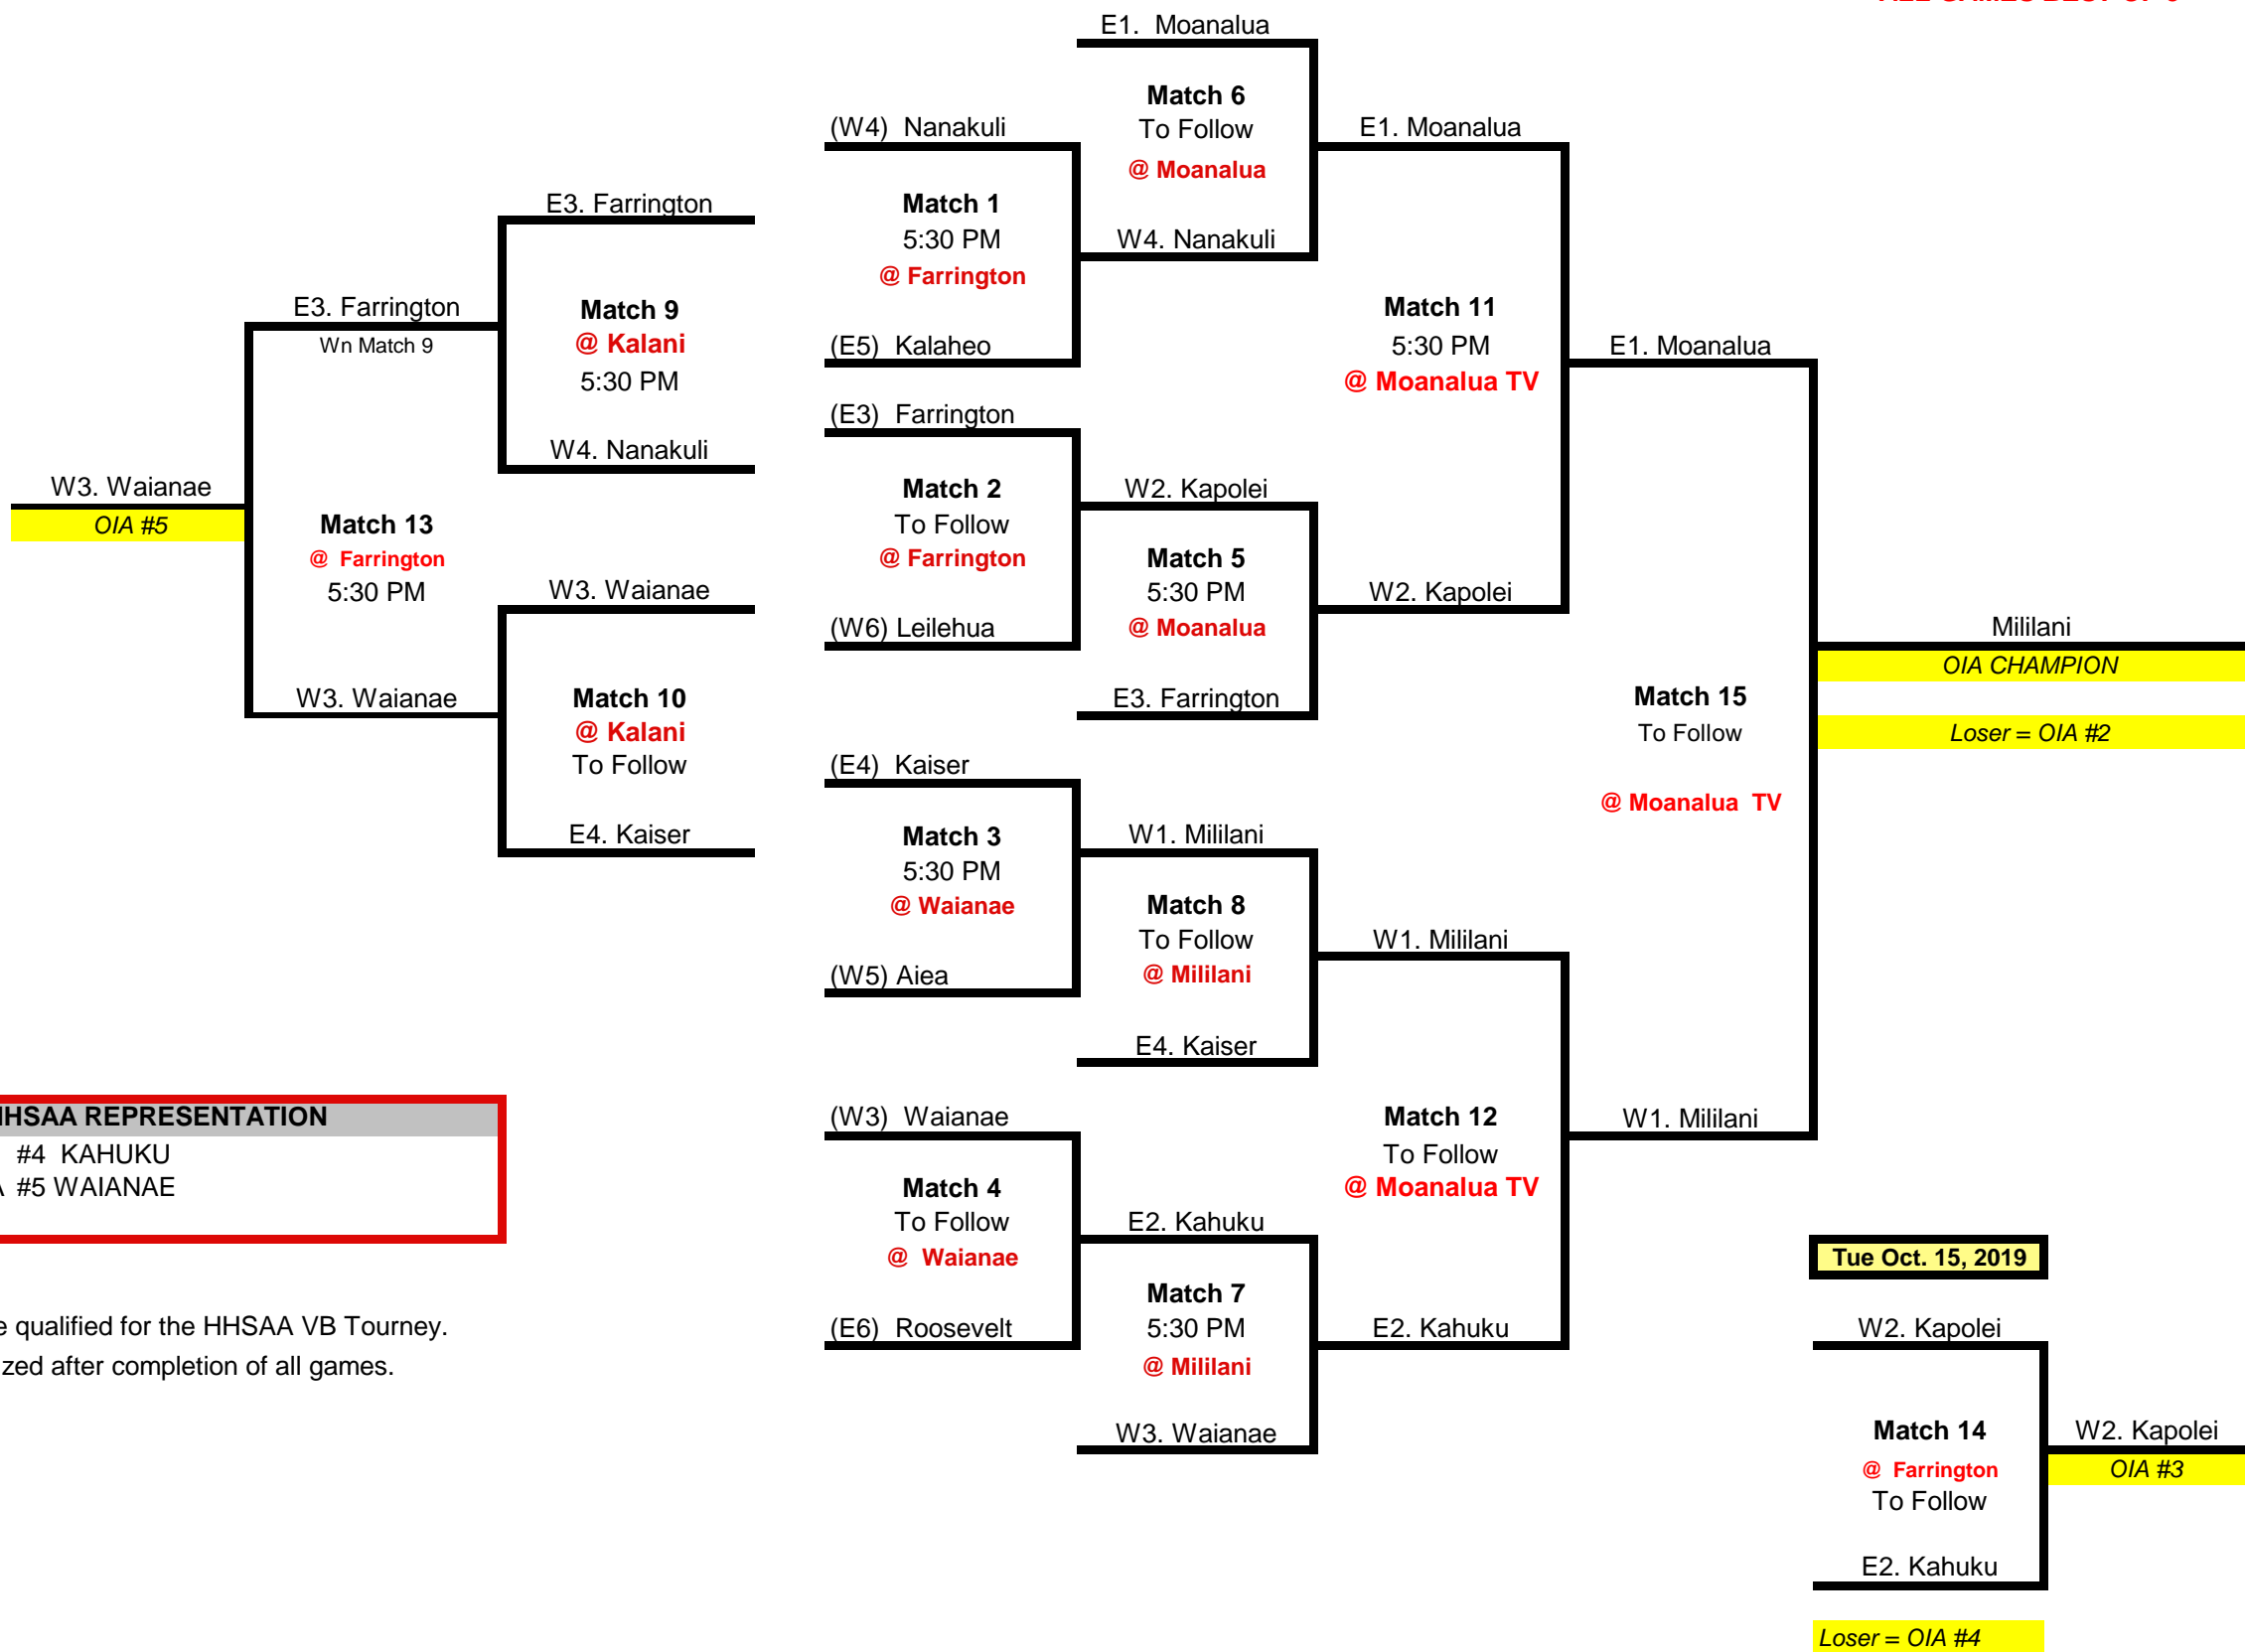 E1. Moanalua
Match 6
To Follow
@ Moanalua
(W4) Nanakuli
E1. Moanalua
E3. Farrington
Match 1
5:30 PM
@ Farrington
W4. Nanakuli
E3. Farrington
Wn Match 9
Match 9
@ Kalani
5:30 PM
(E5) Kalaheo
Match 11
5:30 PM
@ Moanalua TV
E1. Moanalua
(E3) Farrington
W4. Nanakuli
W3. Waianae
OIA #5
Match 13
@ Farrington
5:30 PM
Match 2
To Follow
@ Farrington
W2. Kapolei
Match 5
5:30 PM
@ Moanalua
W3. Waianae
W2. Kapolei
(W6) Leilehua
Mililani
OIA CHAMPION
W3. Waianae
Match 10
@ Kalani
To Follow
E3. Farrington
Match 15
To Follow
@ Moanalua TV
Loser = OIA #2
(E4) Kaiser
E4. Kaiser
Match 3
5:30 PM
@ Waianae
W1. Mililani
Match 8
To Follow
@ Mililani
W1. Mililani
(W5) Aiea
E4. Kaiser
HHSAA REPRESENTATION
#4 KAHUKU
#5 WAIANAE
(W3) Waianae
Match 12
To Follow
@ Moanalua TV
W1. Mililani
Match 4
To Follow
@ Waianae
E2. Kahuku
Match 7
5:30 PM
@ Mililani
Tue Oct. 15, 2019
qualified for the HHSAA VB Tourney.
after completion of all games.
(E6) Roosevelt
E2. Kahuku
W2. Kapolei
W3. Waianae
Match 14
@ Farrington
To Follow
W2. Kapolei
OIA #3
E2. Kahuku
Loser = OIA #4